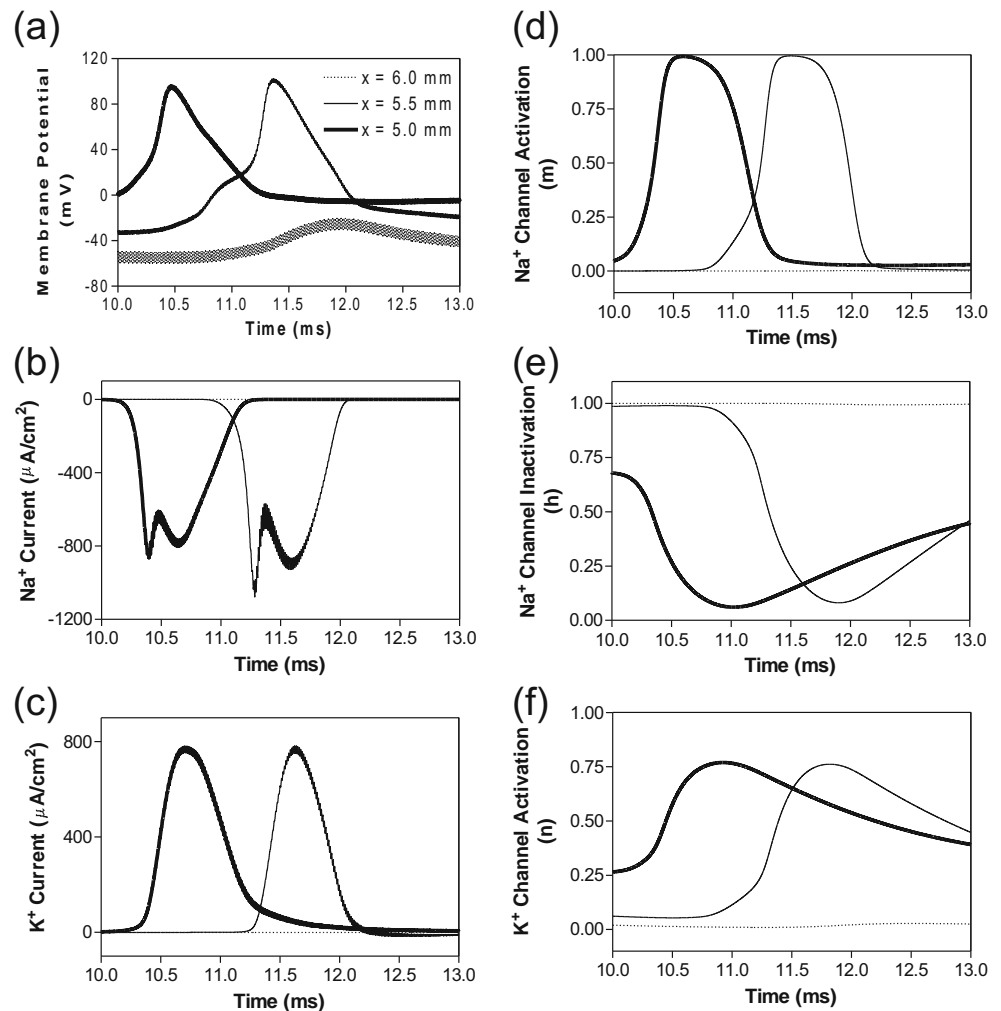 (a)
Membrane Potential
(mV)
120
80
40
0
-40
-80
x = 6.0 mm
x = 5.5 mm
x = 5.0 mm
10.0 10.5 11.0 11.5 12.0 12.5 13.0
Time (ms)
(b)
Na+ Current (μA/cm2)
0
-400
-800
-1200
10.0 10.5 11.0 11.5 12.0 12.5 13.0
Time (ms)
(c)
K+ Current (μA/cm2)
800
400
0
10.0 10.5 11.0 11.5 12.0 12.5 13.0
Time (ms)
(d)
Na+ Channel Activation
(m)
1.00
0.75
0.50
0.25
0.00
10.0 10.5 11.0 11.5 12.0 12.5 13.0
Time (ms)
(e)
Na+ Channel Inactivation
(h)
1.00
0.75
0.50
0.25
0.00
10.0 10.5 11.0 11.5 12.0 12.5 13.0
Time (ms)
(f)
K+ Channel Activation
(n)
1.00
0.75
0.50
0.25
0.00
10.0 10.5 11.0 11.5 12.0 12.5 13.0
Time (ms)